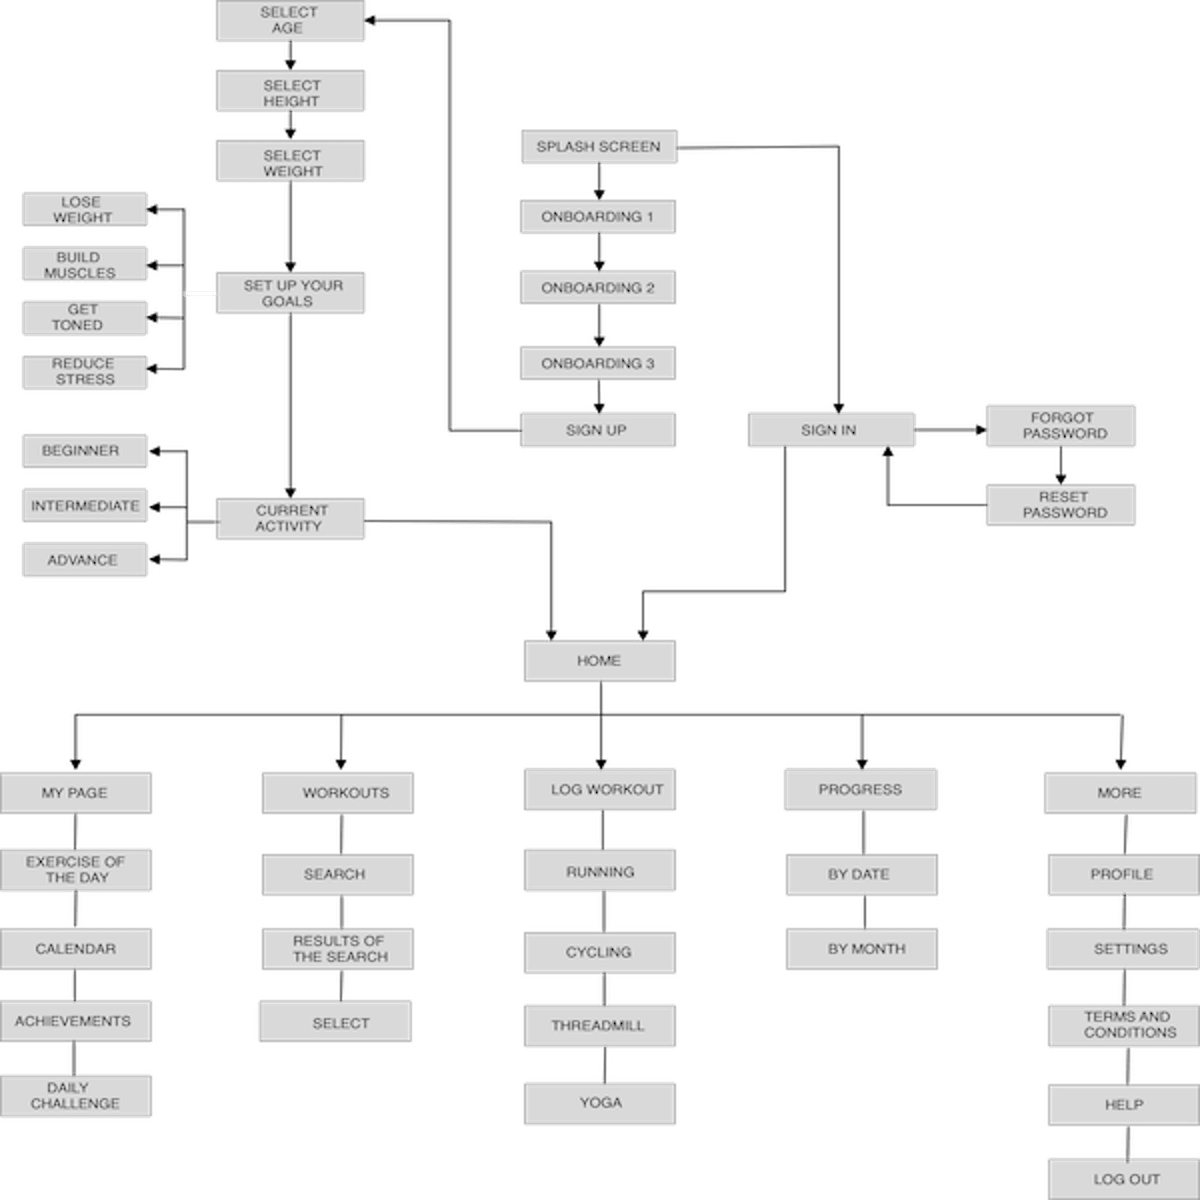 SELECT
AGE
SELECT
HEIGHT
SELECT
WEIGHT
SET UP YOUR
GOALS
LOSE
WEIGHT
BUILD
MUSCLES
GET
TONED
REDUCE
STRESS
CURRENT
ACTIVITY
BEGINNER
INTERMEDIATE
ADVANCE
SPLASH SCREEN
ONBOARDING 1
ONBOARDING 2
ONBOARDING 3
SIGN UP
SIGN IN
FORGOT
PASSWORD
RESET
PASSWORD
HOME
MY PAGE
EXERCISE OF
THE DAY
CALENDAR
ACHIEVEMENTS
DAILY
CHALLENGE
WORKOUTS
SEARCH
RESULTS OF
THE SEARCH
SELECT
LOG WORKOUT
RUNNING
CYCLING
THREADMILL
YOGA
PROGRESS
BY DATE
BY MONTH
MORE
PROFILE
SETTINGS
TERMS AND
CONDITIONS
HELP
LOG OUT